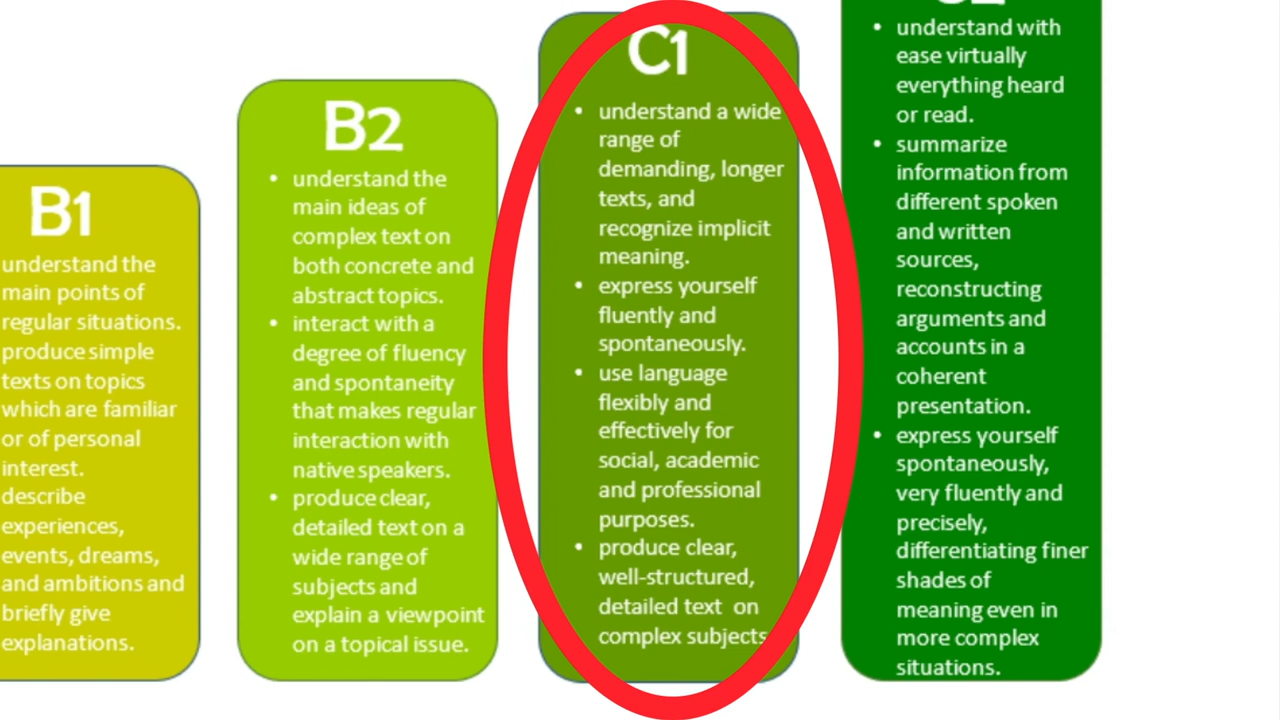 B1
understand the
main points of
regular situations.
produce simple
texts on topics
which are familiar
or of personal
interest.
describe
experiences,
events, dreams,
and ambitions and
briefly give
explanations.
B2
• understand the
main ideas of
complex text on
both concrete and
abstract topics.
• interact with a
degree of fluency
and spontaneity
that makes regular
interaction with
native speakers.
• produce clear,
detailed text on a
wide range of
subjects and
explain a viewpoint
on a topical issue.
C1
• understand a wide
range of
demanding, longer
texts, and
recognize implicit
meaning.
• express yourself
fluently and
spontaneously.
• use language
flexibly and
effectively for
social, academic
and professional
purposes.
• produce clear,
well-structured,
detailed text on
complex subjects
• understand with
ease virtually
everything heard
or read.
• summarize
information from
different spoken
and written
sources,
reconstructing
arguments and
accounts in a
coherent
presentation.
• express yourself
spontaneously,
very fluently and
precisely,
differentiating finer
shades of
meaning even in
more complex
situations.